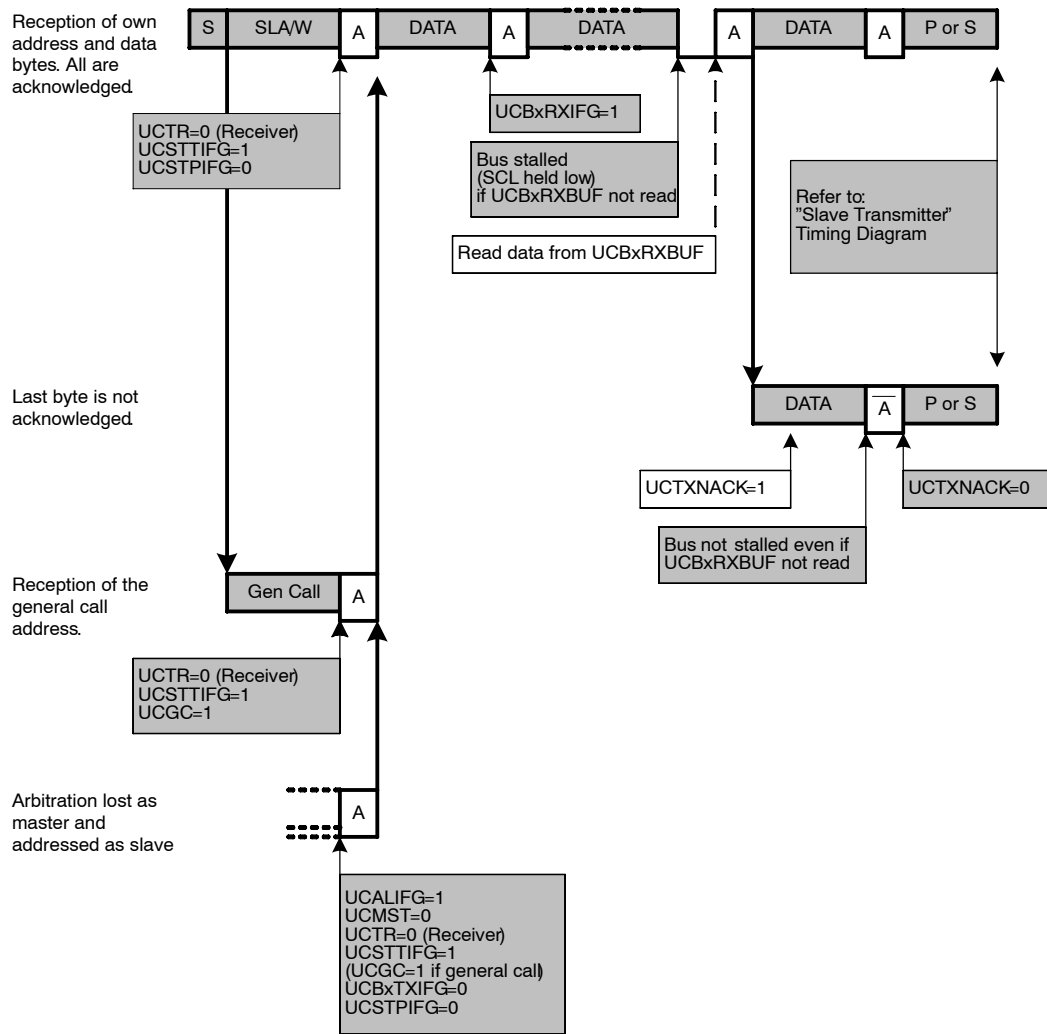 Reception of own
address and data
bytes. All are
acknowledged.
S SLA/W A DATA A DATA A DATA A P or S
UCTR=0 (Receiver)
UCSTTIFG=1
UCSTPIFG=0
UCBxRXIFG=1
Bus stalled
(SCL held low)
if UCBxRXBUF not read
Read data from UCBxRXBUF
Refer to:
”Slave Transmitter”
Timing Diagram
Last byte is not
acknowledged.
DATA A P or S
UCTXNACK=1
UCTXNACK=0
Bus not stalled even if
UCBxRXBUF not read
Reception of the
general call
address.
Gen Call A
UCTR=0 (Receiver)
UCSTTIFG=1
UCGC=1
Arbitration lost as
master and
addressed as slave
A
UCALIFG=1
UCMST=0
UCTR=0 (Receiver)
UCSTTIFG=1
(UCGC=1 if general call)
UCBxTXIFG=0
UCSTPIFG=0